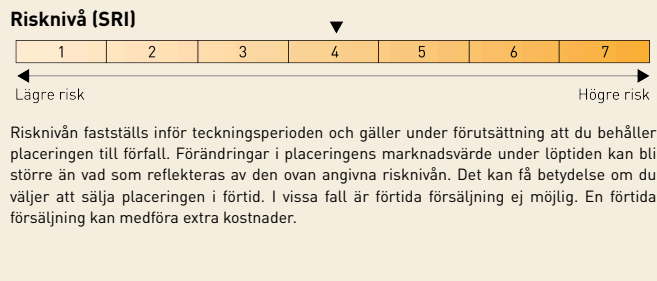 Risknivå (SRI)
1 2 3 4 5 6 7
Lägre risk Högre risk
Risknivån fastställs inför teckningsperioden och gäller under förutsättning att du behåller
placeringen till förfall. Förändringar i placeringens marknadsvärde under löptiden kan bli
större än vad som reflekteras av den ovan angivna risknivån. Det kan få betydelse om du
väljer att sälja placeringen i förtid. I vissa fall är förtida försäljning ej möjlig. En förtida
försäljning kan medföra extra kostnader.